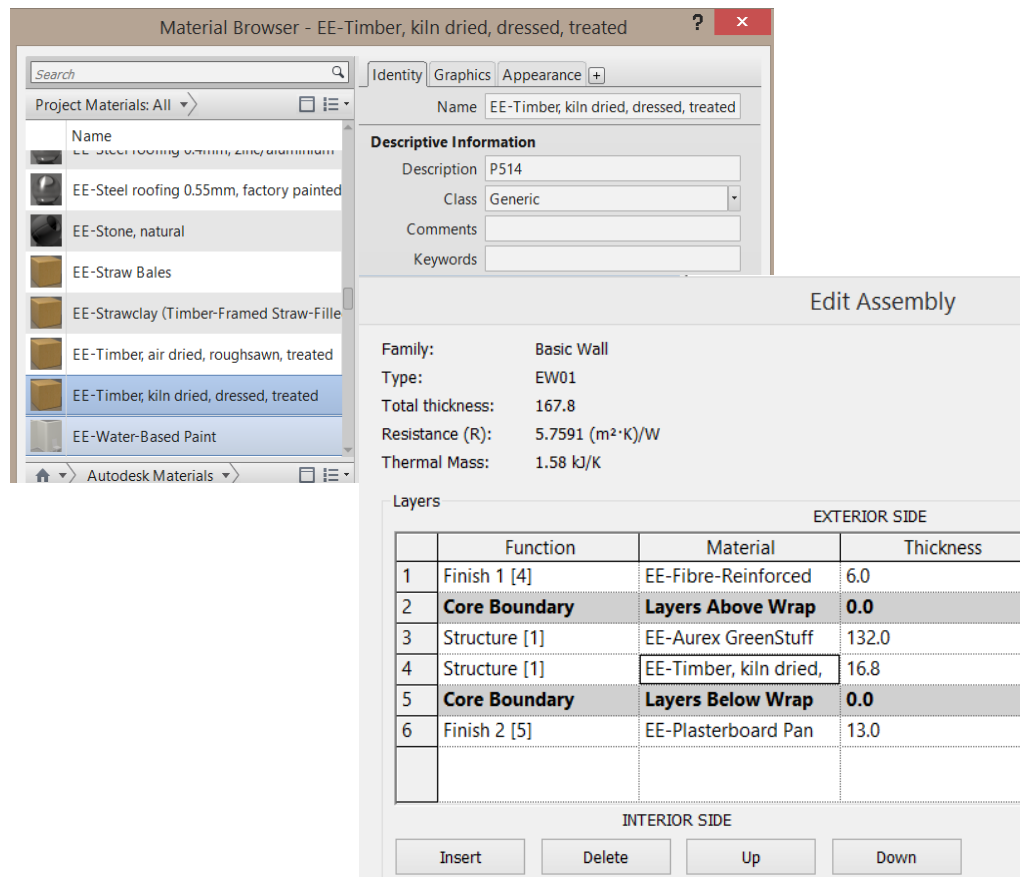 Material Browser - EE-Timber, kiln dried, dressed, treated
? x
Search
Project Materials: All
Name
EE-Steel roofing 0.4mm, zinc/aluminium
EE-Steel roofing 0.55mm, factory painted
EE-Stone, natural
EE-Straw Bales
EE-Strawclay (Timber-Framed Straw-Fille
EE-Timber, air dried, roughsawn, treated
EE-Timber, kiln dried, dressed, treated
EE-Water-Based Paint
Autodesk Materials
Identity Graphics Appearance +
Name EE-Timber, kiln dried, dressed, treated
Descriptive Information
Description P514
Class Generic
Comments
Keywords
Edit Assembly
Family: Basic Wall
Type: EW01
Total thickness: 167.8
Resistance (R): 5.7591 (m²·K)/W
Thermal Mass: 1.58 kJ/K
Layers
EXTERIOR SIDE
Function Material Thickness
1 Finish 1 [4] EE-Fibre-Reinforced 6.0
2 Core Boundary Layers Above Wrap 0.0
3 Structure [1] EE-Aurex GreenStuff 132.0
4 Structure [1] EE-Timber, kiln dried, 16.8
5 Core Boundary Layers Below Wrap 0.0
6 Finish 2 [5] EE-Plasterboard Pan 13.0
INTERIOR SIDE
Insert Delete Up Down